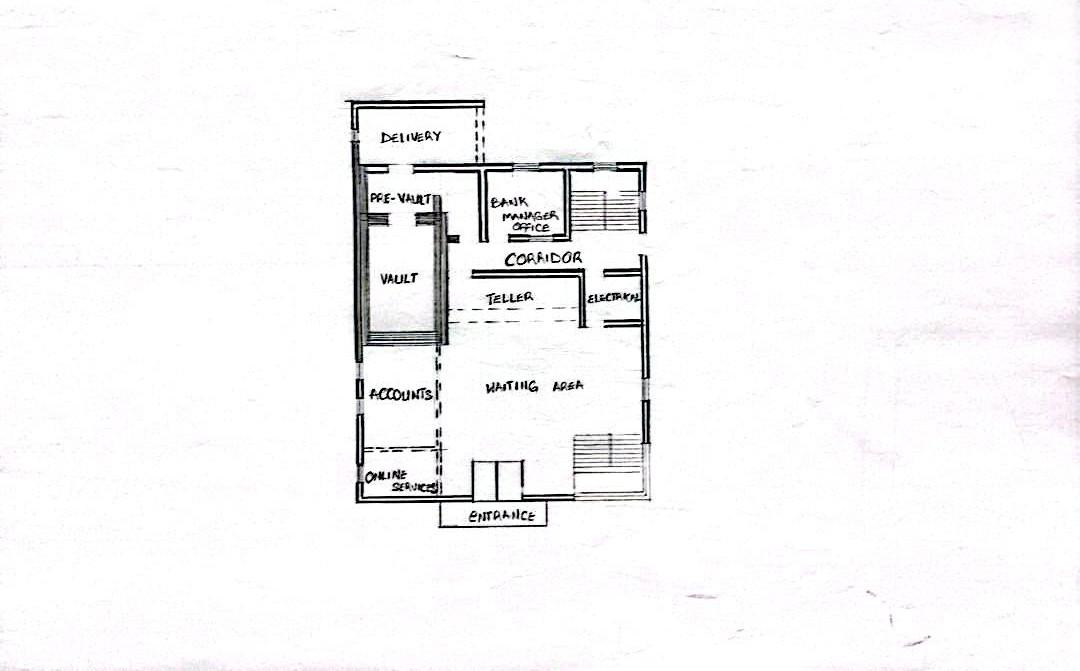 DELIVERY
PRE-VAULT
BANK
MANAGER
OFFICE
CORRIDOR
VAULT
TELLER
ELECTRICAL
ACCOUNTS
WAITING AREA
ONLINE
SERVICES
ENTRANCE